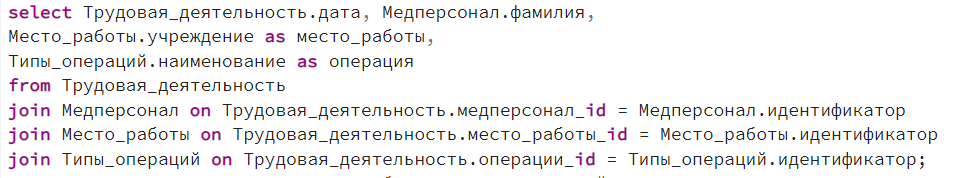 select Трудовая_деятельность.дата, Медперсонал.фамилия,
Место_работы.учреждение as место_работы,
Типы_операций.наименование as операция
from Трудовая_деятельность
join Медперсонал on Трудовая_деятельность.медперсонал_id = Медперсонал.идентификатор
join Место_работы on Трудовая_деятельность.место_работы_id = Место_работы.идентификатор
join Типы_операций on Трудовая_деятельность.операции_id = Типы_операций.идентификатор;